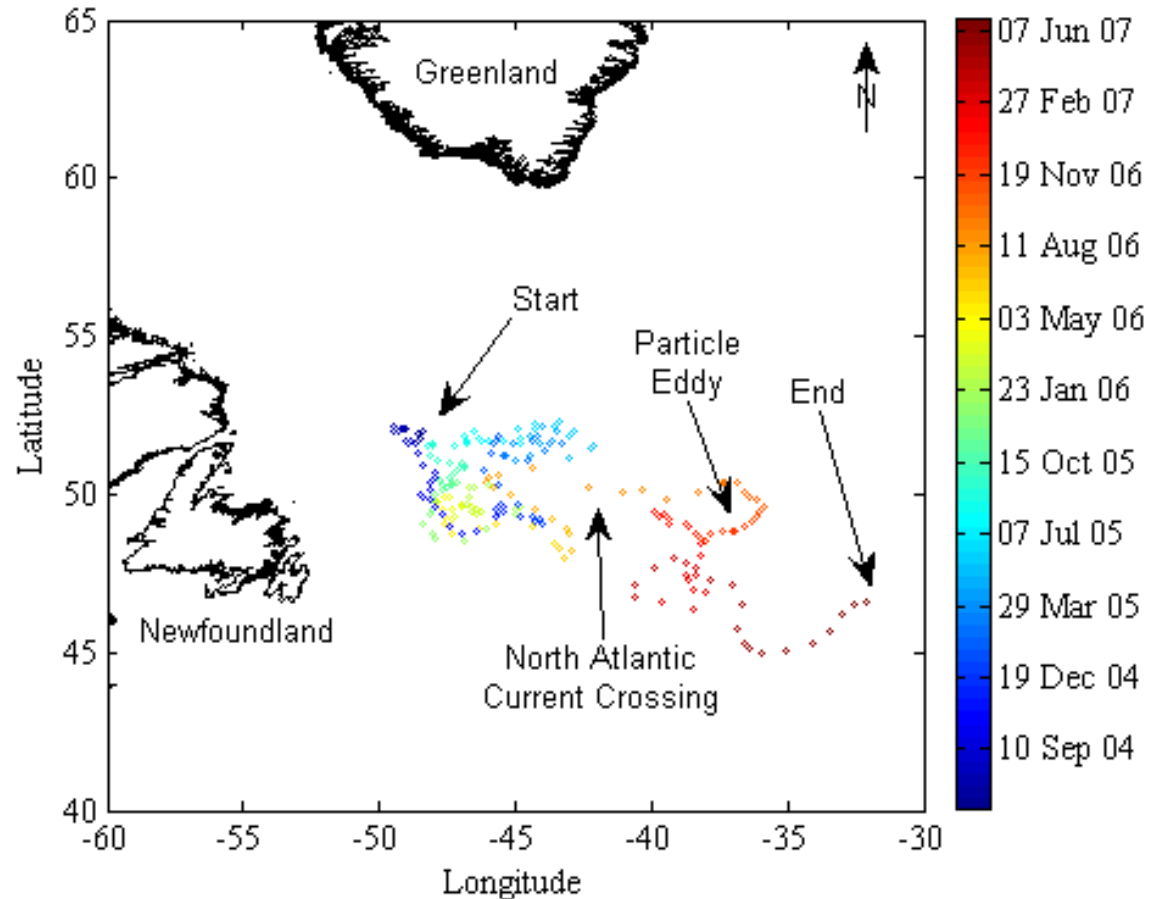 65
60
55
50
45
40
Latitude
-60
-55
-50
-45
-40
-35
-30
Longitude
Greenland
N
Start
Particle
Eddy
End
Newfoundland
North Atlantic
Current Crossing
07 Jun 07
27 Feb 07
19 Nov 06
11 Aug 06
03 May 06
23 Jan 06
15 Oct 05
07 Jul 05
29 Mar 05
19 Dec 04
10 Sep 04